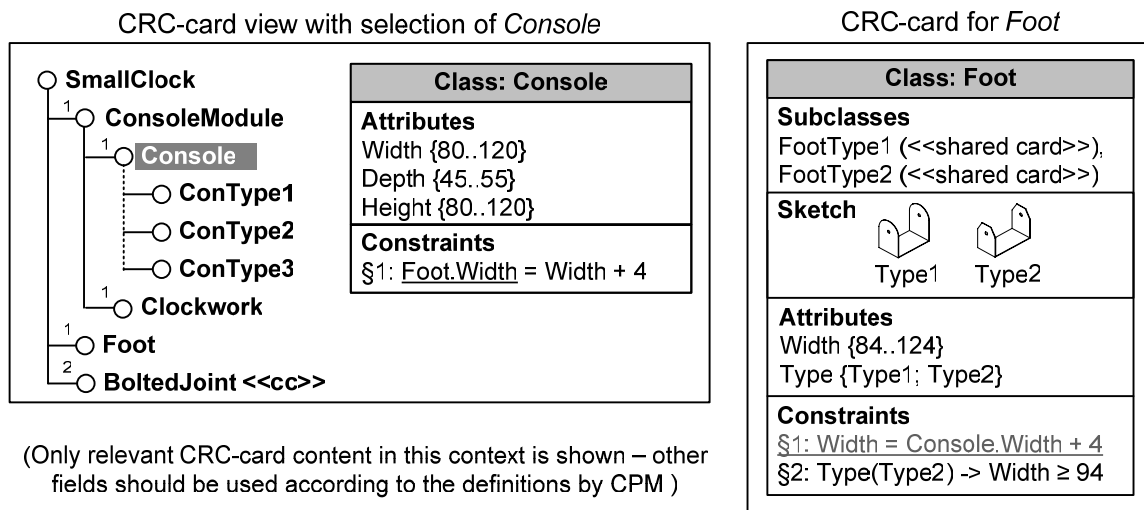 CRC-card view with selection of Console
SmallClock
1
ConsoleModule
1
Console
ConType1
ConType2
ConType3
1
Clockwork
1
Foot
2
BoltedJoint <<cc>>
Class: Console
Attributes
Width {80..120}
Depth {45..55}
Height {80..120}
Constraints
§1: Foot.Width = Width + 4
(Only relevant CRC-card content in this context is shown – other
fields should be used according to the definitions by CPM )
CRC-card for Foot
Class: Foot
Subclasses
FootType1 (<<shared card>>),
FootType2 (<<shared card>>)
Sketch
Type1 Type2
Attributes
Width {84..124}
Type {Type1; Type2}
Constraints
§1: Width = Console.Width + 4
§2: Type(Type2) -> Width ≥ 94